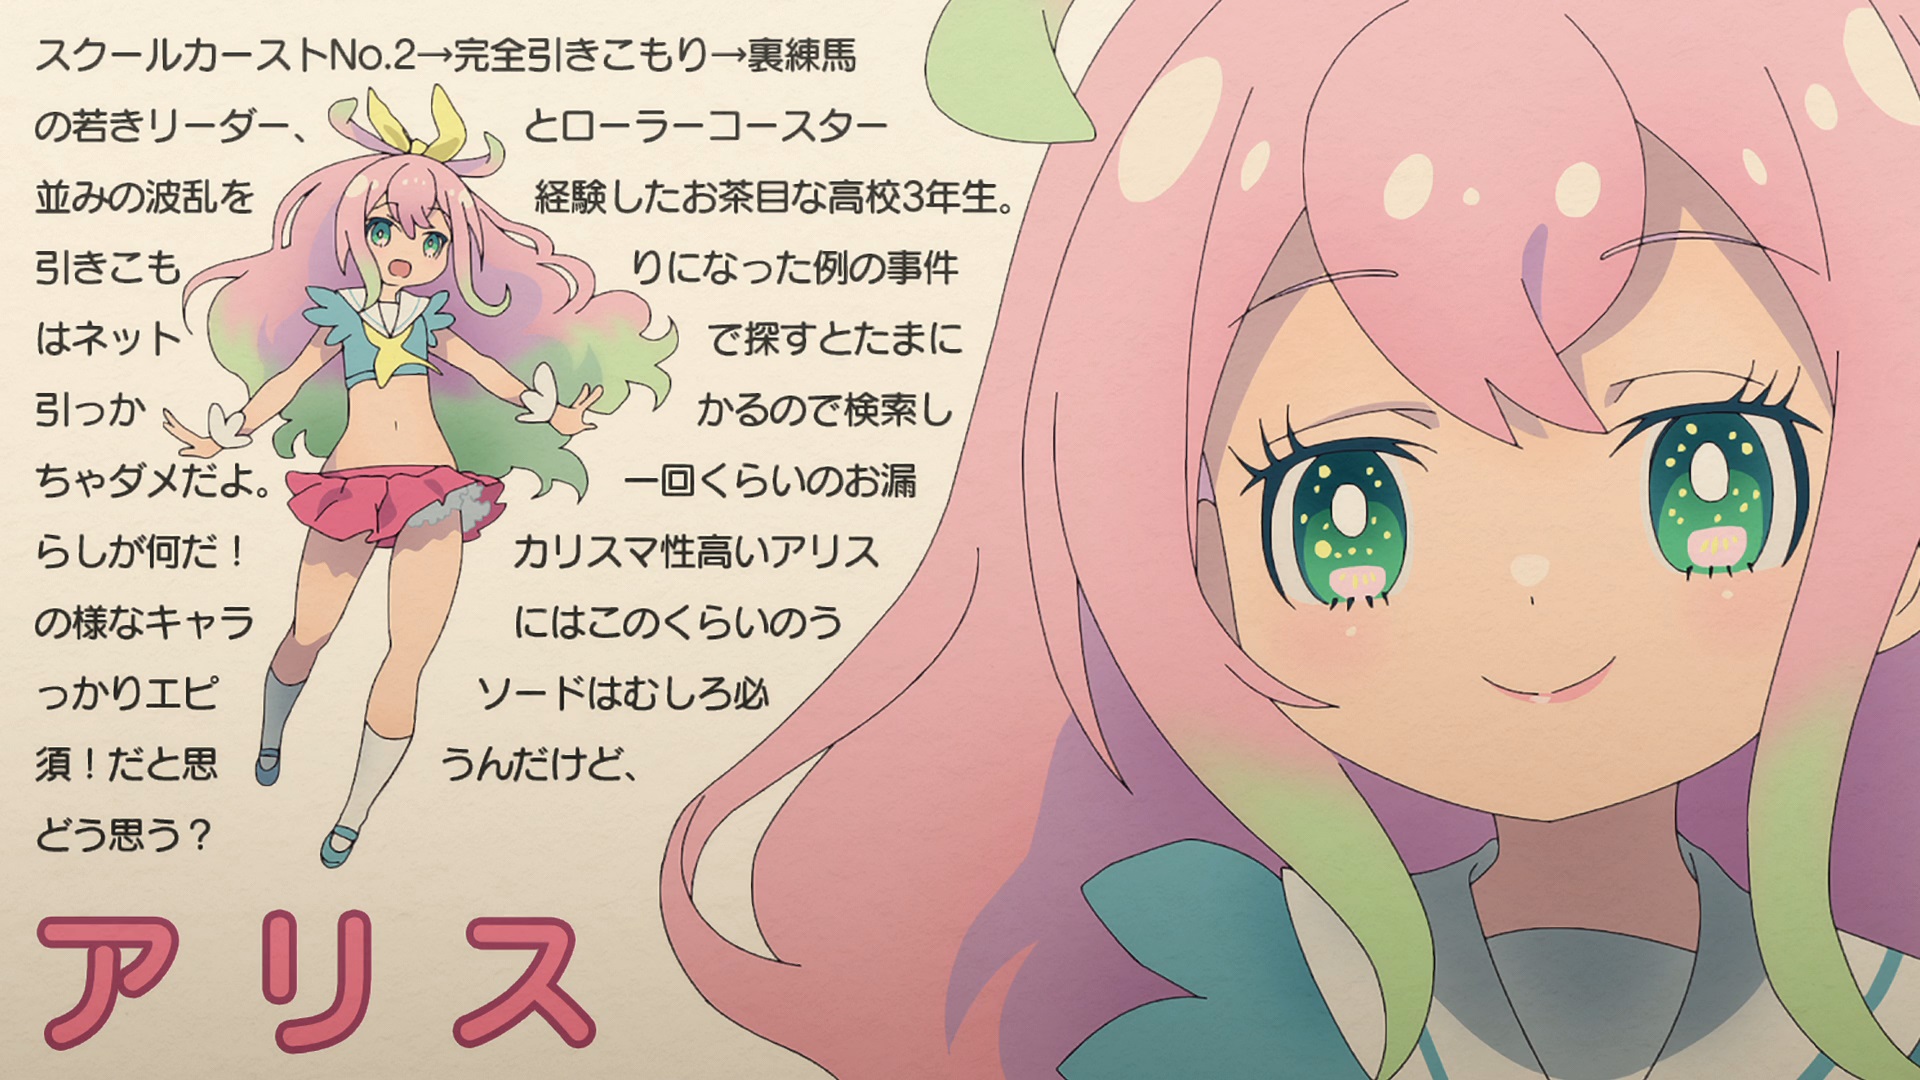 スクールカーストNo.2→完全引きこもり→裏練馬
の若きリーダー、とローラーコースター
並みの波乱を経験したお茶目な高校3年生。
引きこもりになった例の事件
はネットで探すとたまに
引っかかるので検索し
ちゃダメだよ。一回くらいのお漏
らしが何だ！カリスマ性高いアリス
の様なキャラにはこのくらいのう
っかりエピソードはむしろ必
須！だと思うんだけど、
どう思う？
アリス